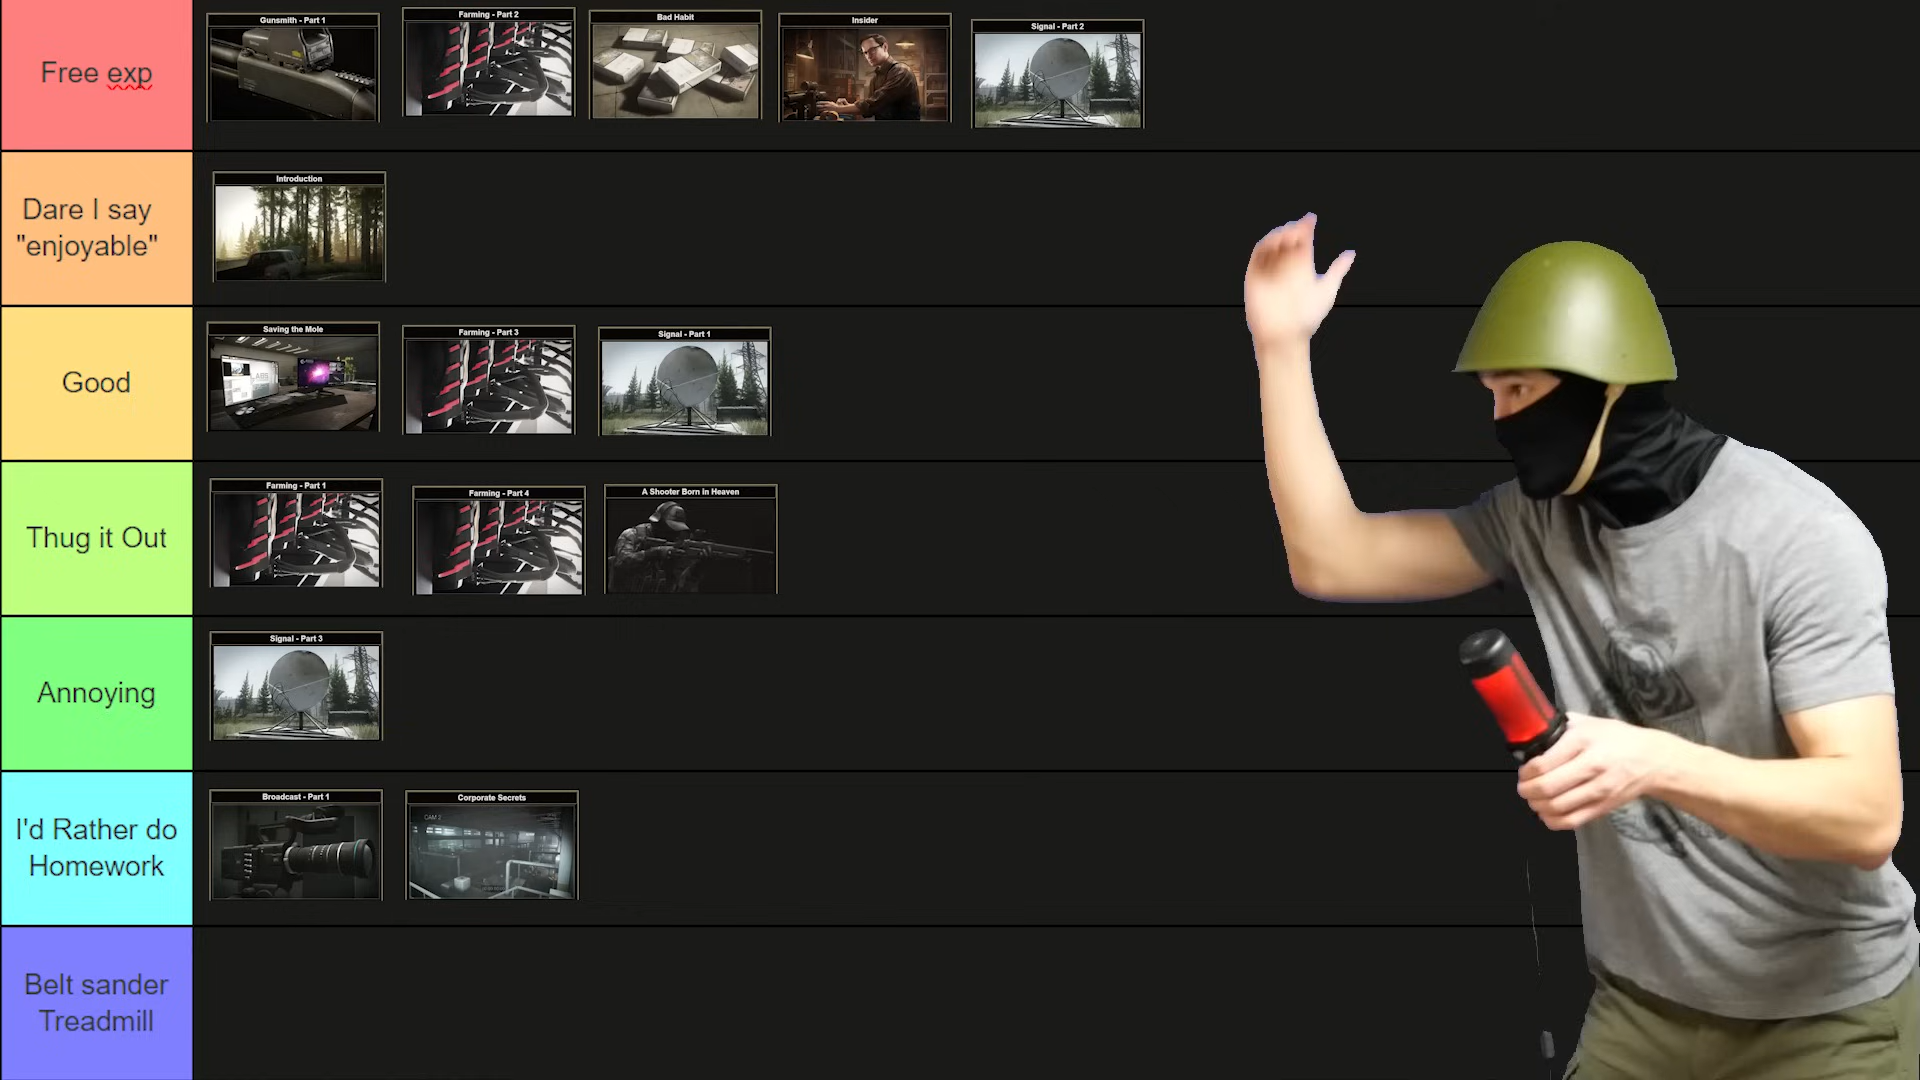 Free exp
Gunsmith - Part 1
Farming - Part 2
Bad Habit
Insider
Signal - Part 2
Dare I say
"enjoyable"
Introduction
Good
Saving the Mole
Farming - Part 3
Signal - Part 1
Thug it Out
Farming - Part 1
Farming - Part 4
A Shooter Born in Heaven
Annoying
Signal - Part 3
I'd Rather do
Homework
Broadcast - Part 1
Corporate Secrets
CAM 2
Belt sander
Treadmill